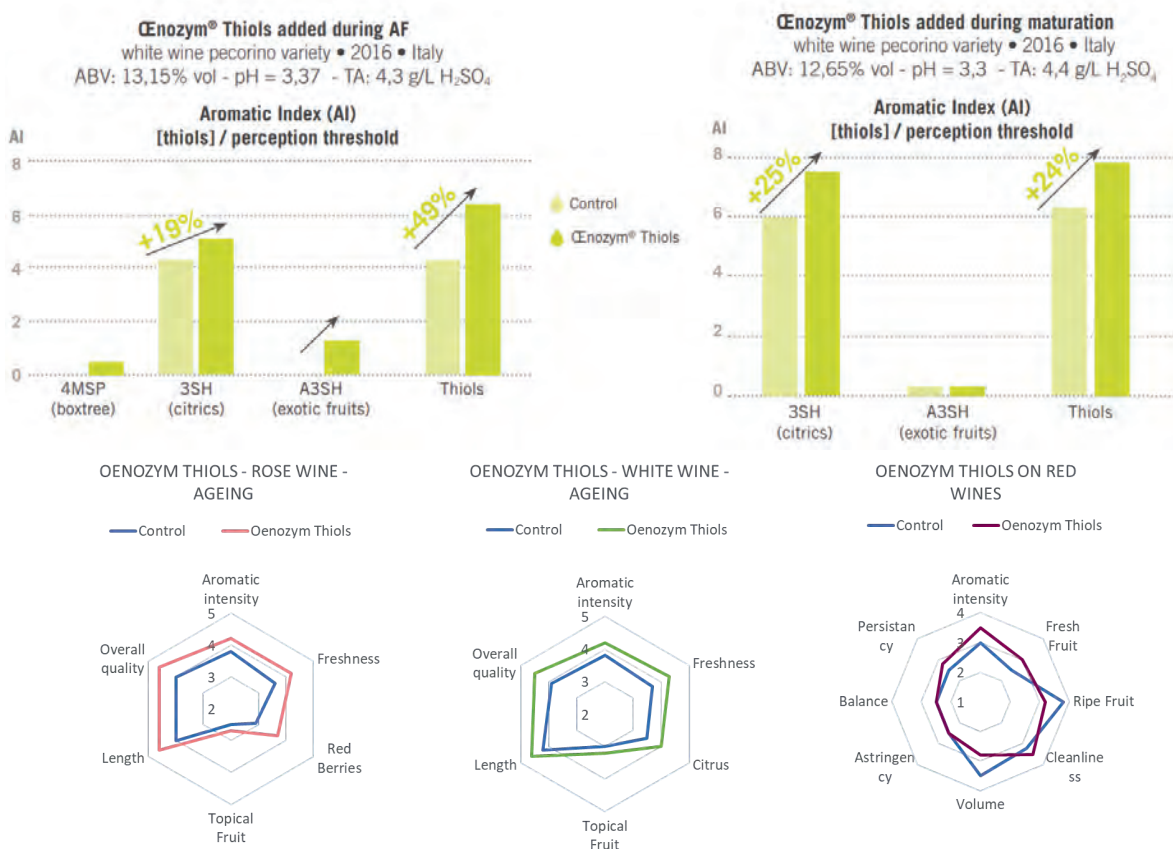 Œnozym® Thiols added during AF
white wine pecorino variety • 2016 • Italy
ABV: 13,15% vol - pH = 3,37 - TA: 4,3 g/L H₂SO₄
Aromatic Index (AI)
[thiols] / perception threshold
AI
8
6
4
2
0
+19%
+49%
4MSP
(boxtree)
3SH
(citrics)
A3SH
(exotic fruits)
Thiols
Control
Œnozym® Thiols
Œnozym® Thiols added during maturation
white wine pecorino variety • 2016 • Italy
ABV: 12,65% vol - pH = 3,3 - TA: 4,4 g/L H₂SO₄
Aromatic Index (AI)
[thiols] / perception threshold
AI
8
6
4
2
0
+25%
+24%
3SH
(citrics)
A3SH
(exotic fruits)
Thiols
OENOZYM THIOLS - ROSE WINE -
AGEING
Control
Oenozym Thiols
Aromatic
intensity
5
4
3
2
Freshness
Red
Berries
Topical
Fruit
Length
Overall
quality
OENOZYM THIOLS - WHITE WINE -
AGEING
Control
Oenozym Thiols
Aromatic
intensity
5
4
3
2
Freshness
Citrus
Topical
Fruit
Length
Overall
quality
OENOZYM THIOLS ON RED
WINES
Control
Oenozym Thiols
Aromatic
intensity
4
3
2
1
Fresh
Fruit
Ripe Fruit
Cleanline
ss
Volume
Astringen
cy
Balance
Persistan
cy